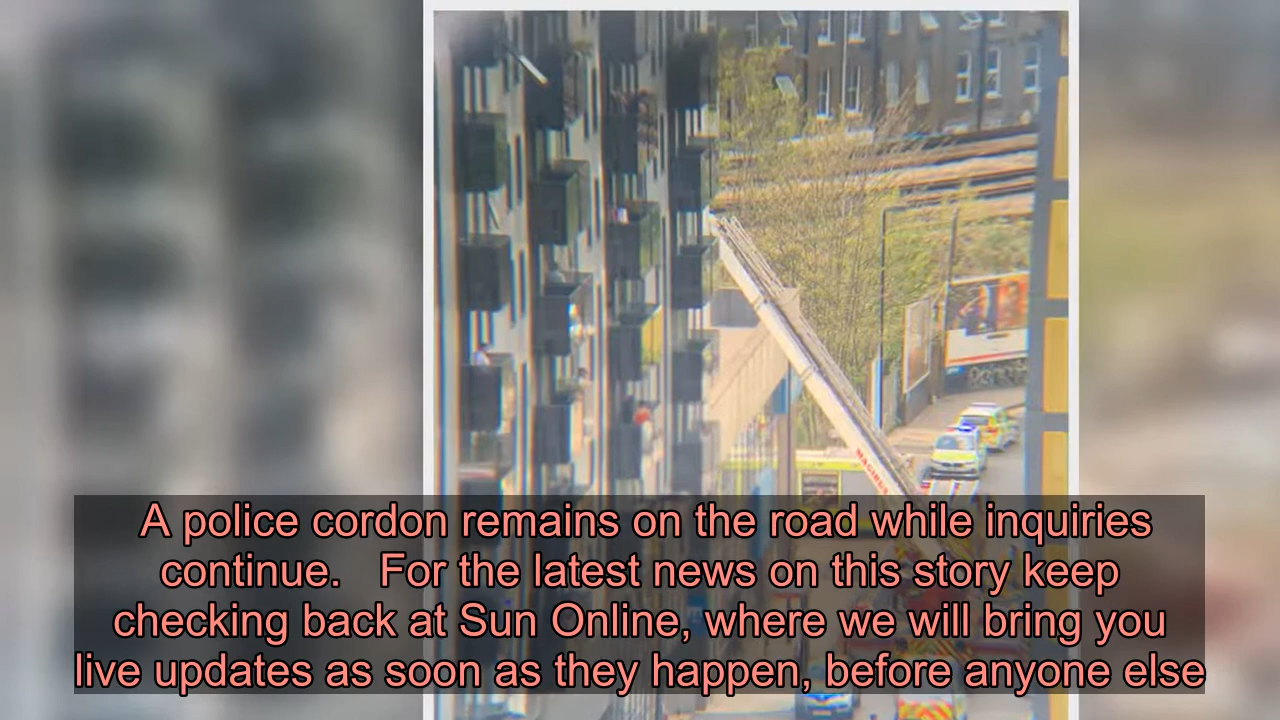 MAGIRUS
A police cordon remains on the road while inquiries
continue.   For the latest news on this story keep
checking back at Sun Online, where we will bring you
live updates as soon as they happen, before anyone else